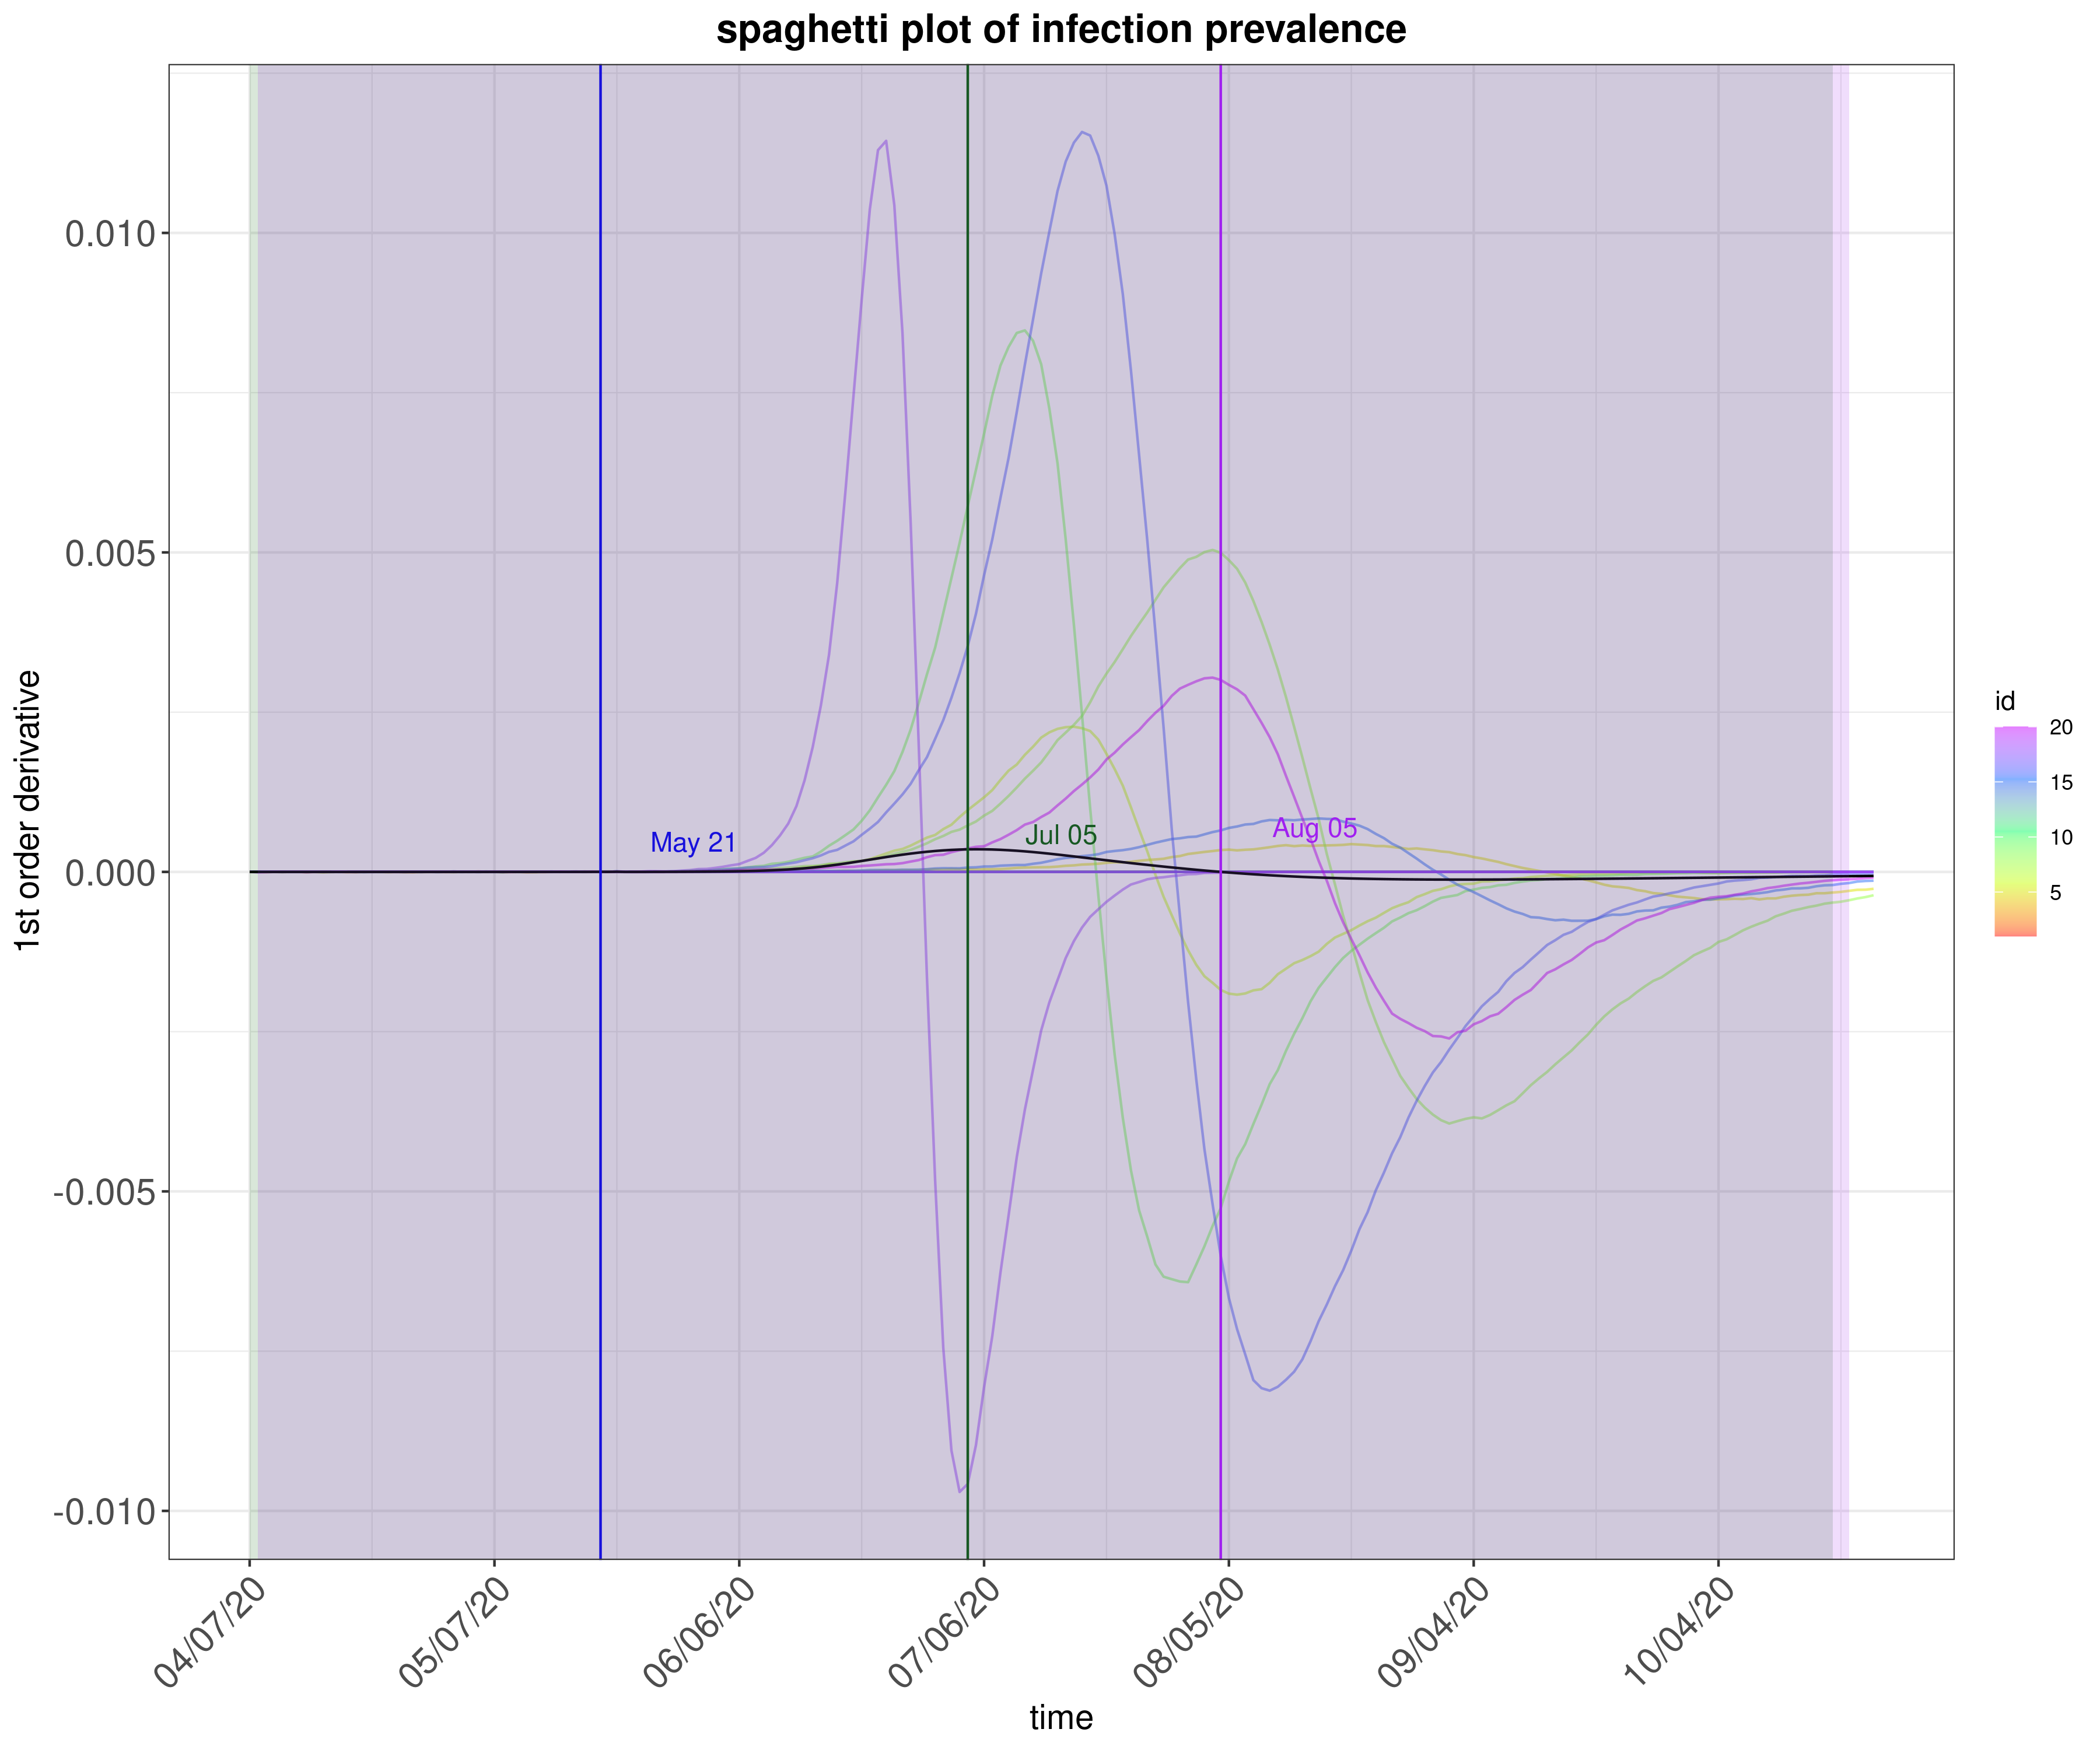 spaghetti plot of infection prevalence
1st order derivative
0.010
0.005
0.000
-0.005
-0.010
May 21
Jul 05
Aug 05
id
20
15
10
5
04/07/20
05/07/20
06/06/20
07/06/20
08/05/20
09/04/20
10/04/20
time